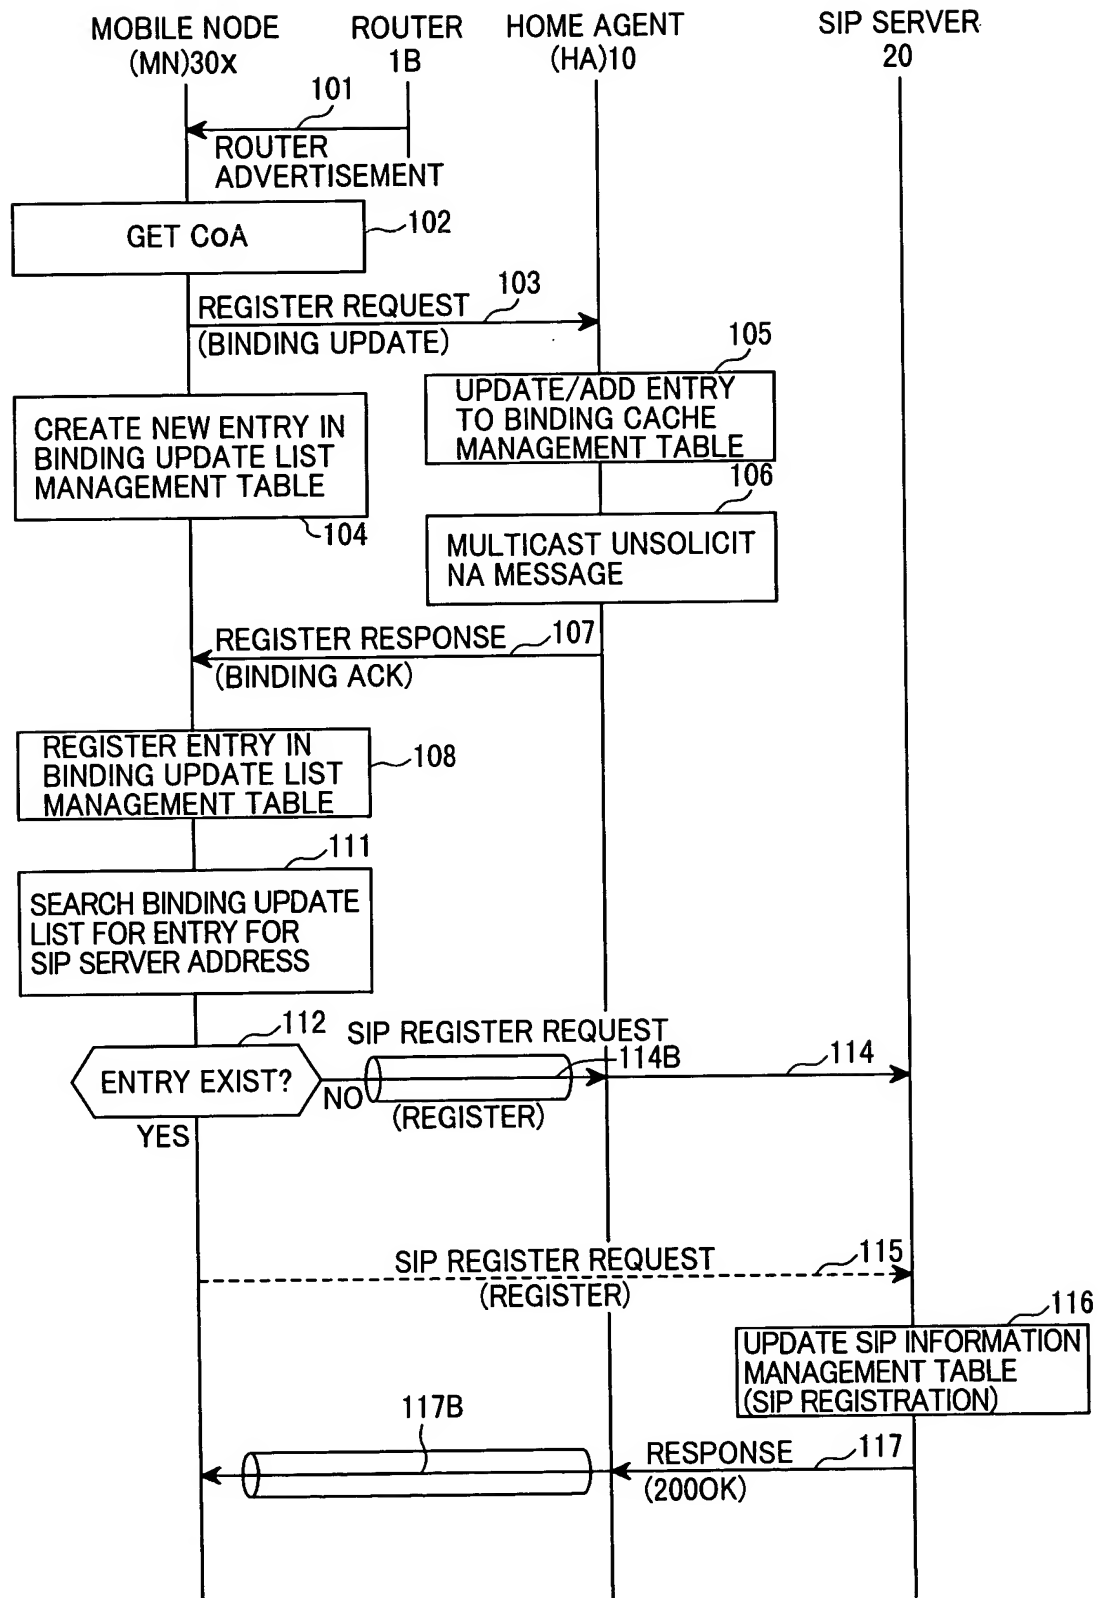 MOBILE NODE
(MN)30x
ROUTER
1B
HOME AGENT
(HA)10
SIP SERVER
20
101
ROUTER
ADVERTISEMENT
GET CoA
102
REGISTER REQUEST
103
(BINDING UPDATE)
105
UPDATE/ADD ENTRY
TO BINDING CACHE
MANAGEMENT TABLE
CREATE NEW ENTRY IN
BINDING UPDATE LIST
MANAGEMENT TABLE
104
106
MULTICAST UNSOLICIT
NA MESSAGE
REGISTER RESPONSE
107
(BINDING ACK)
REGISTER ENTRY IN
BINDING UPDATE LIST
MANAGEMENT TABLE
108
111
SEARCH BINDING UPDATE
LIST FOR ENTRY FOR
SIP SERVER ADDRESS
112
SIP REGISTER REQUEST
114B
114
ENTRY EXIST?
NO
(REGISTER)
YES
SIP REGISTER REQUEST
115
(REGISTER)
116
UPDATE SIP INFORMATION
MANAGEMENT TABLE
(SIP REGISTRATION)
117B
RESPONSE
117
(200OK)